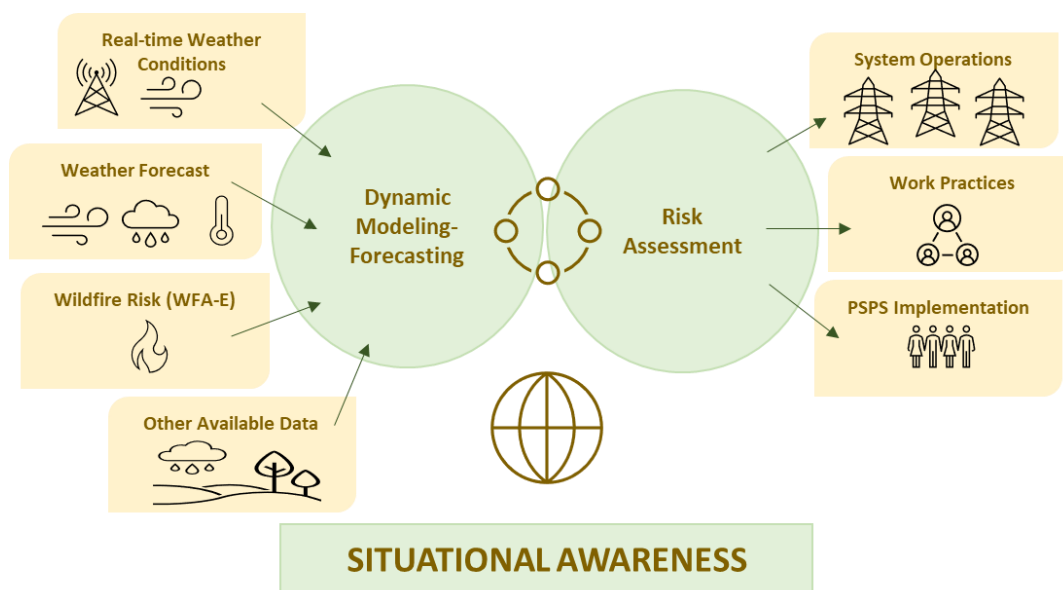 Real-time Weather
Conditions
Weather Forecast
Wildfire Risk (WFA-E)
Other Available Data
Dynamic
Modeling-
Forecasting
Risk
Assessment
System Operations
Work Practices
PSPS Implementation
SITUATIONAL AWARENESS